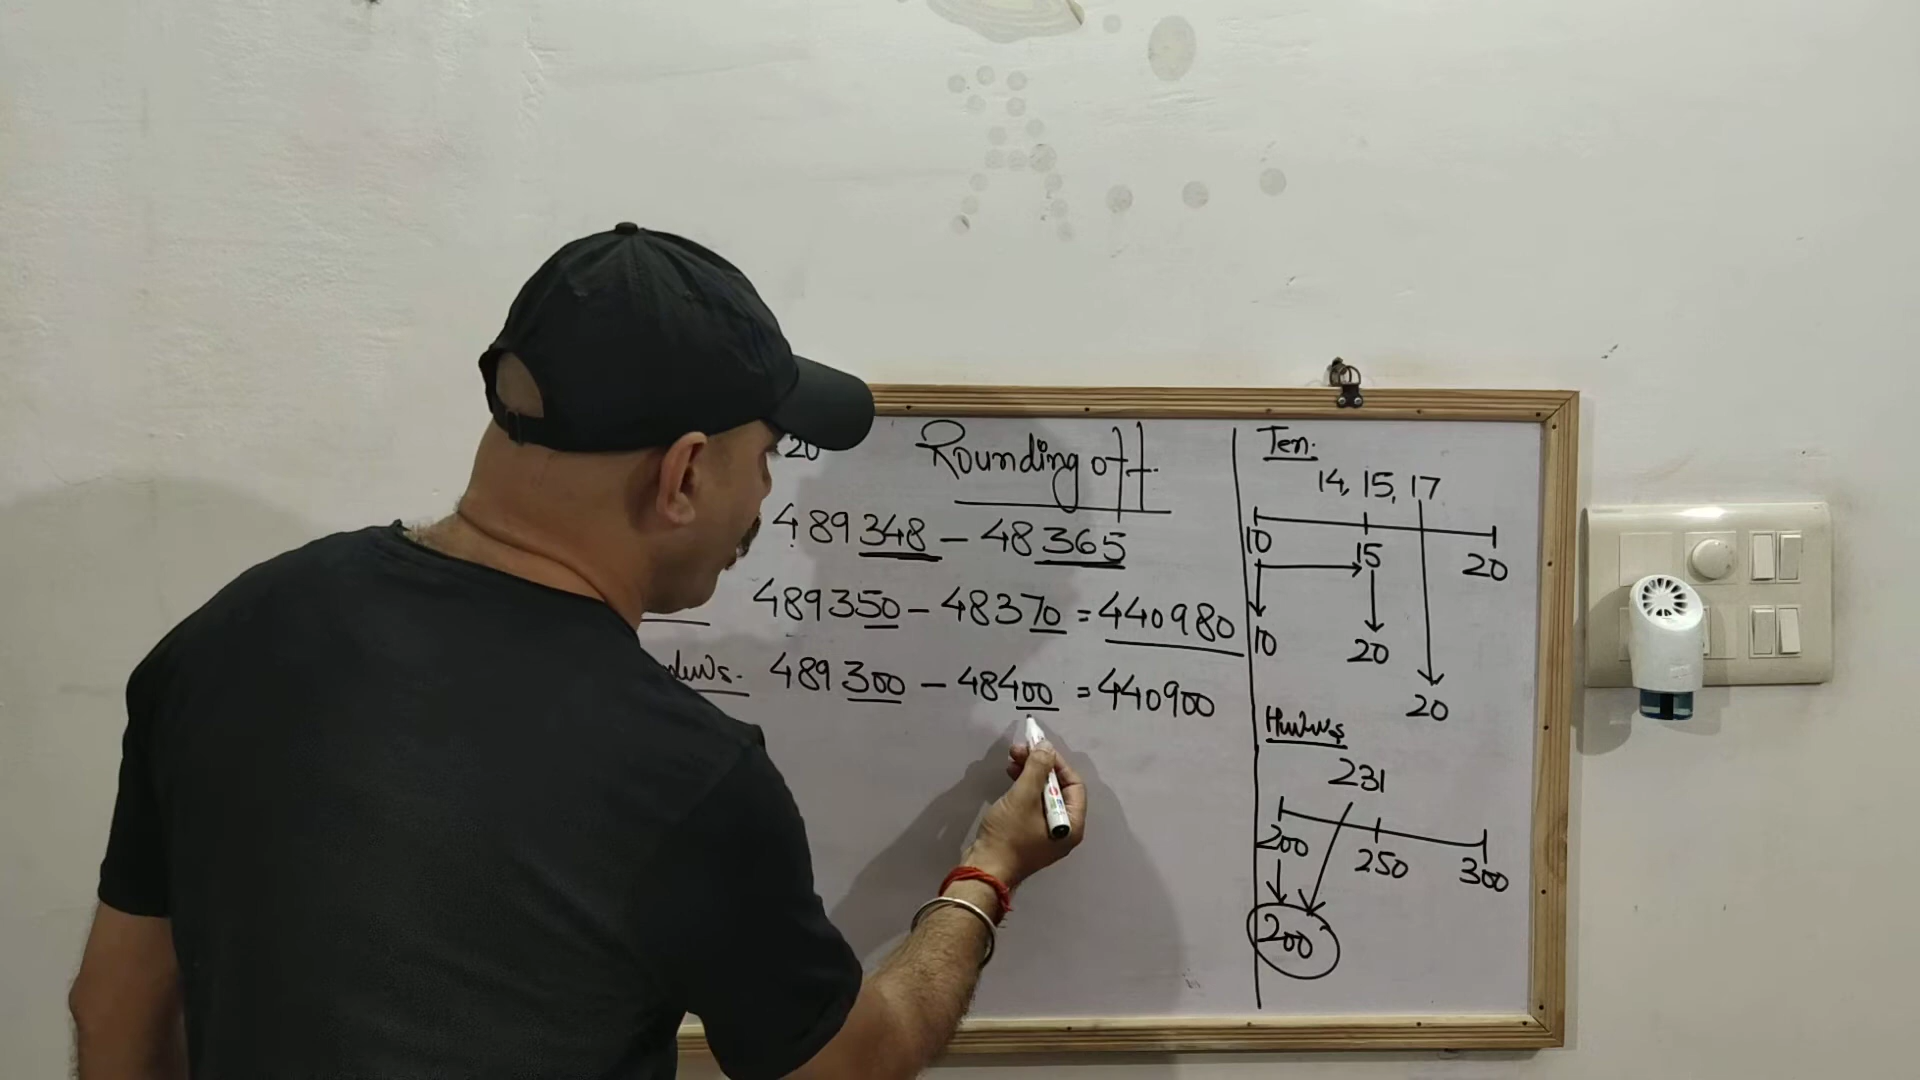 20
Rounding off.
489348 - 48365
489350 - 48370 = 440980
489300 - 48400 = 440900
Ten.
14, 15, 17
10 15 20
10 20
20
231
200 250 300
200